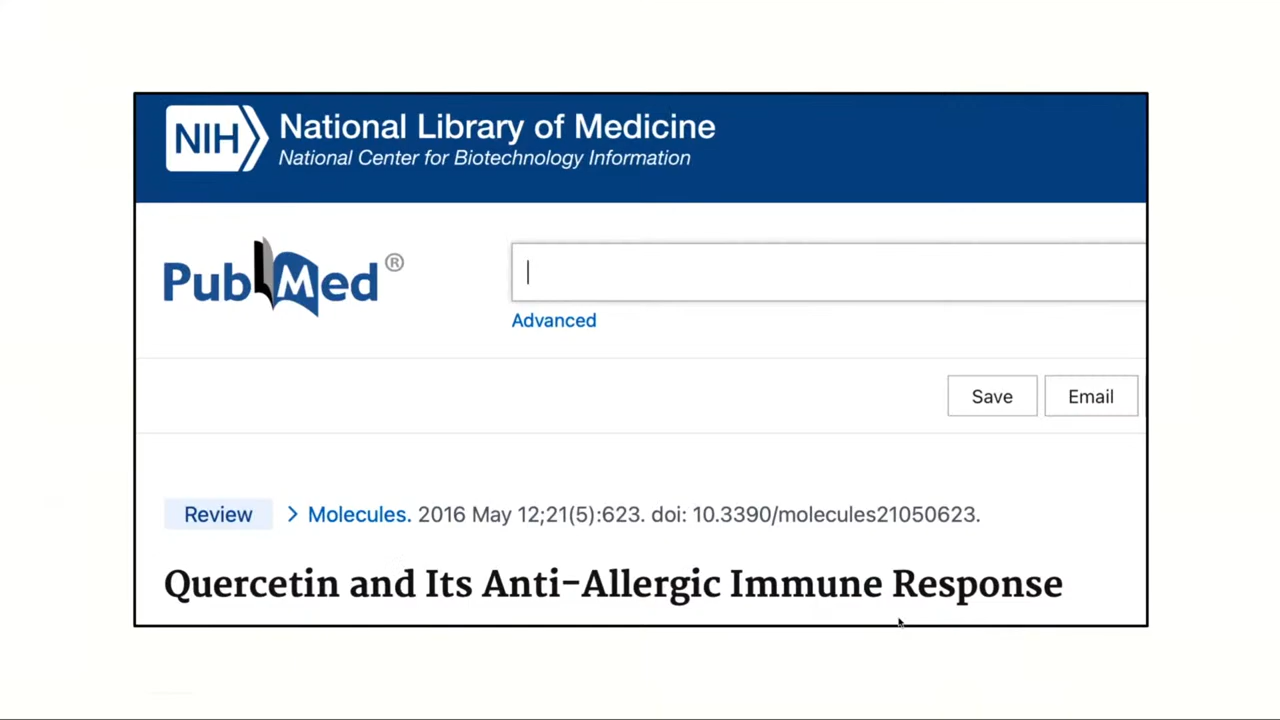 NIH National Library of Medicine
National Center for Biotechnology Information
PubMed®
Advanced
Save Email
Review > Molecules. 2016 May 12;21(5):623. doi: 10.3390/molecules21050623.
Quercetin and Its Anti-Allergic Immune Response